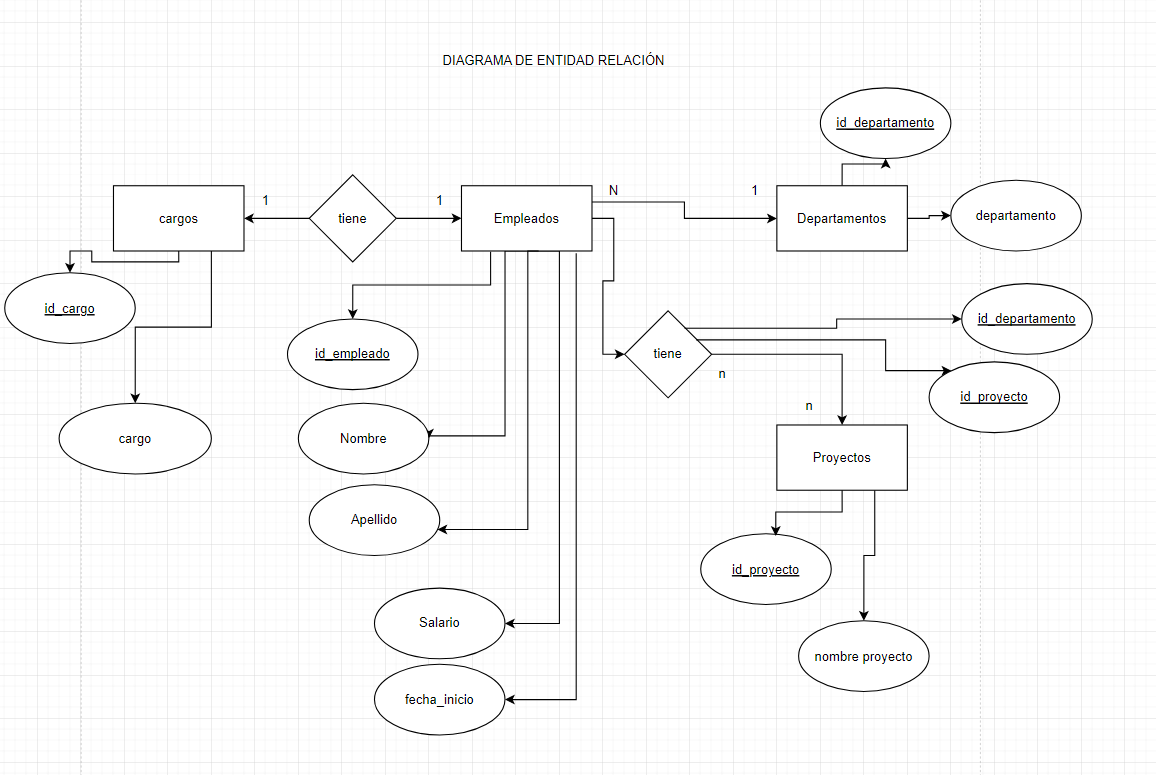 DIAGRAMA DE ENTIDAD RELACIÓN
id_departamento
cargos
1
tiene
1
Empleados
N
1
Departamentos
departamento
id_cargo
id_empleado
tiene
id_departamento
n
id_proyecto
n
cargo
Nombre
Proyectos
Apellido
id_proyecto
Salario
nombre proyecto
fecha_inicio